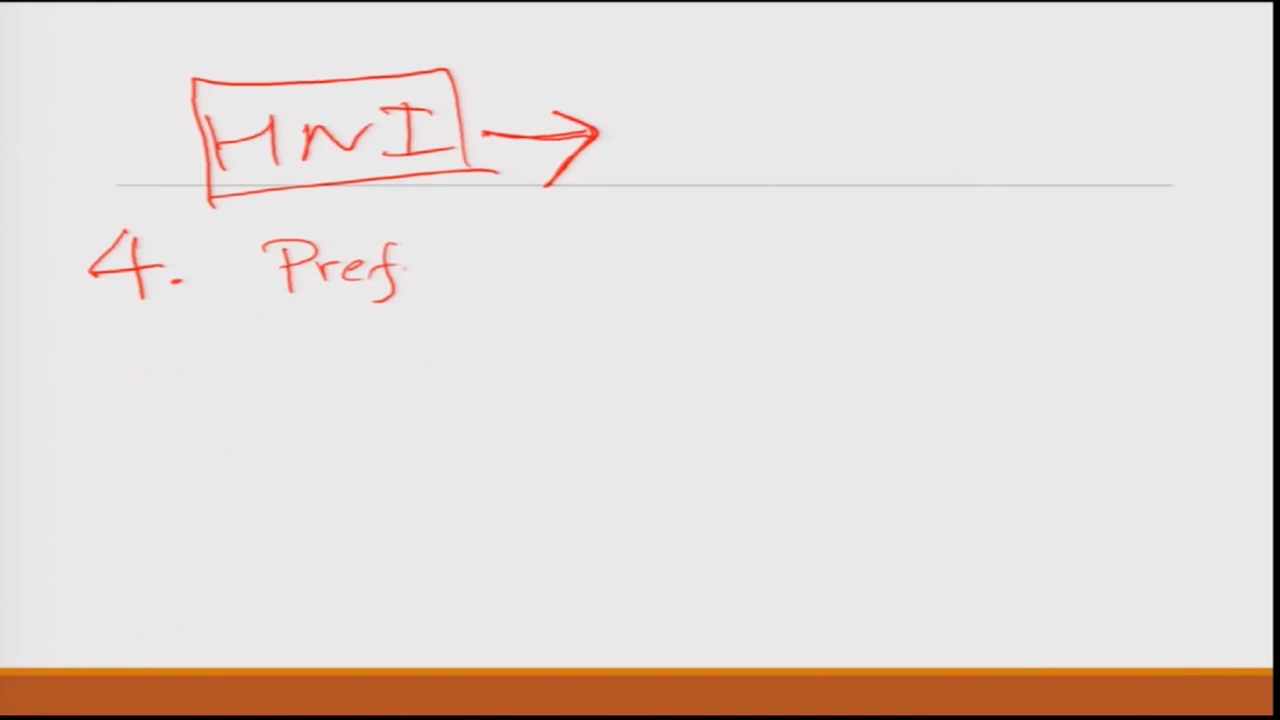 HNI →
4. Pref